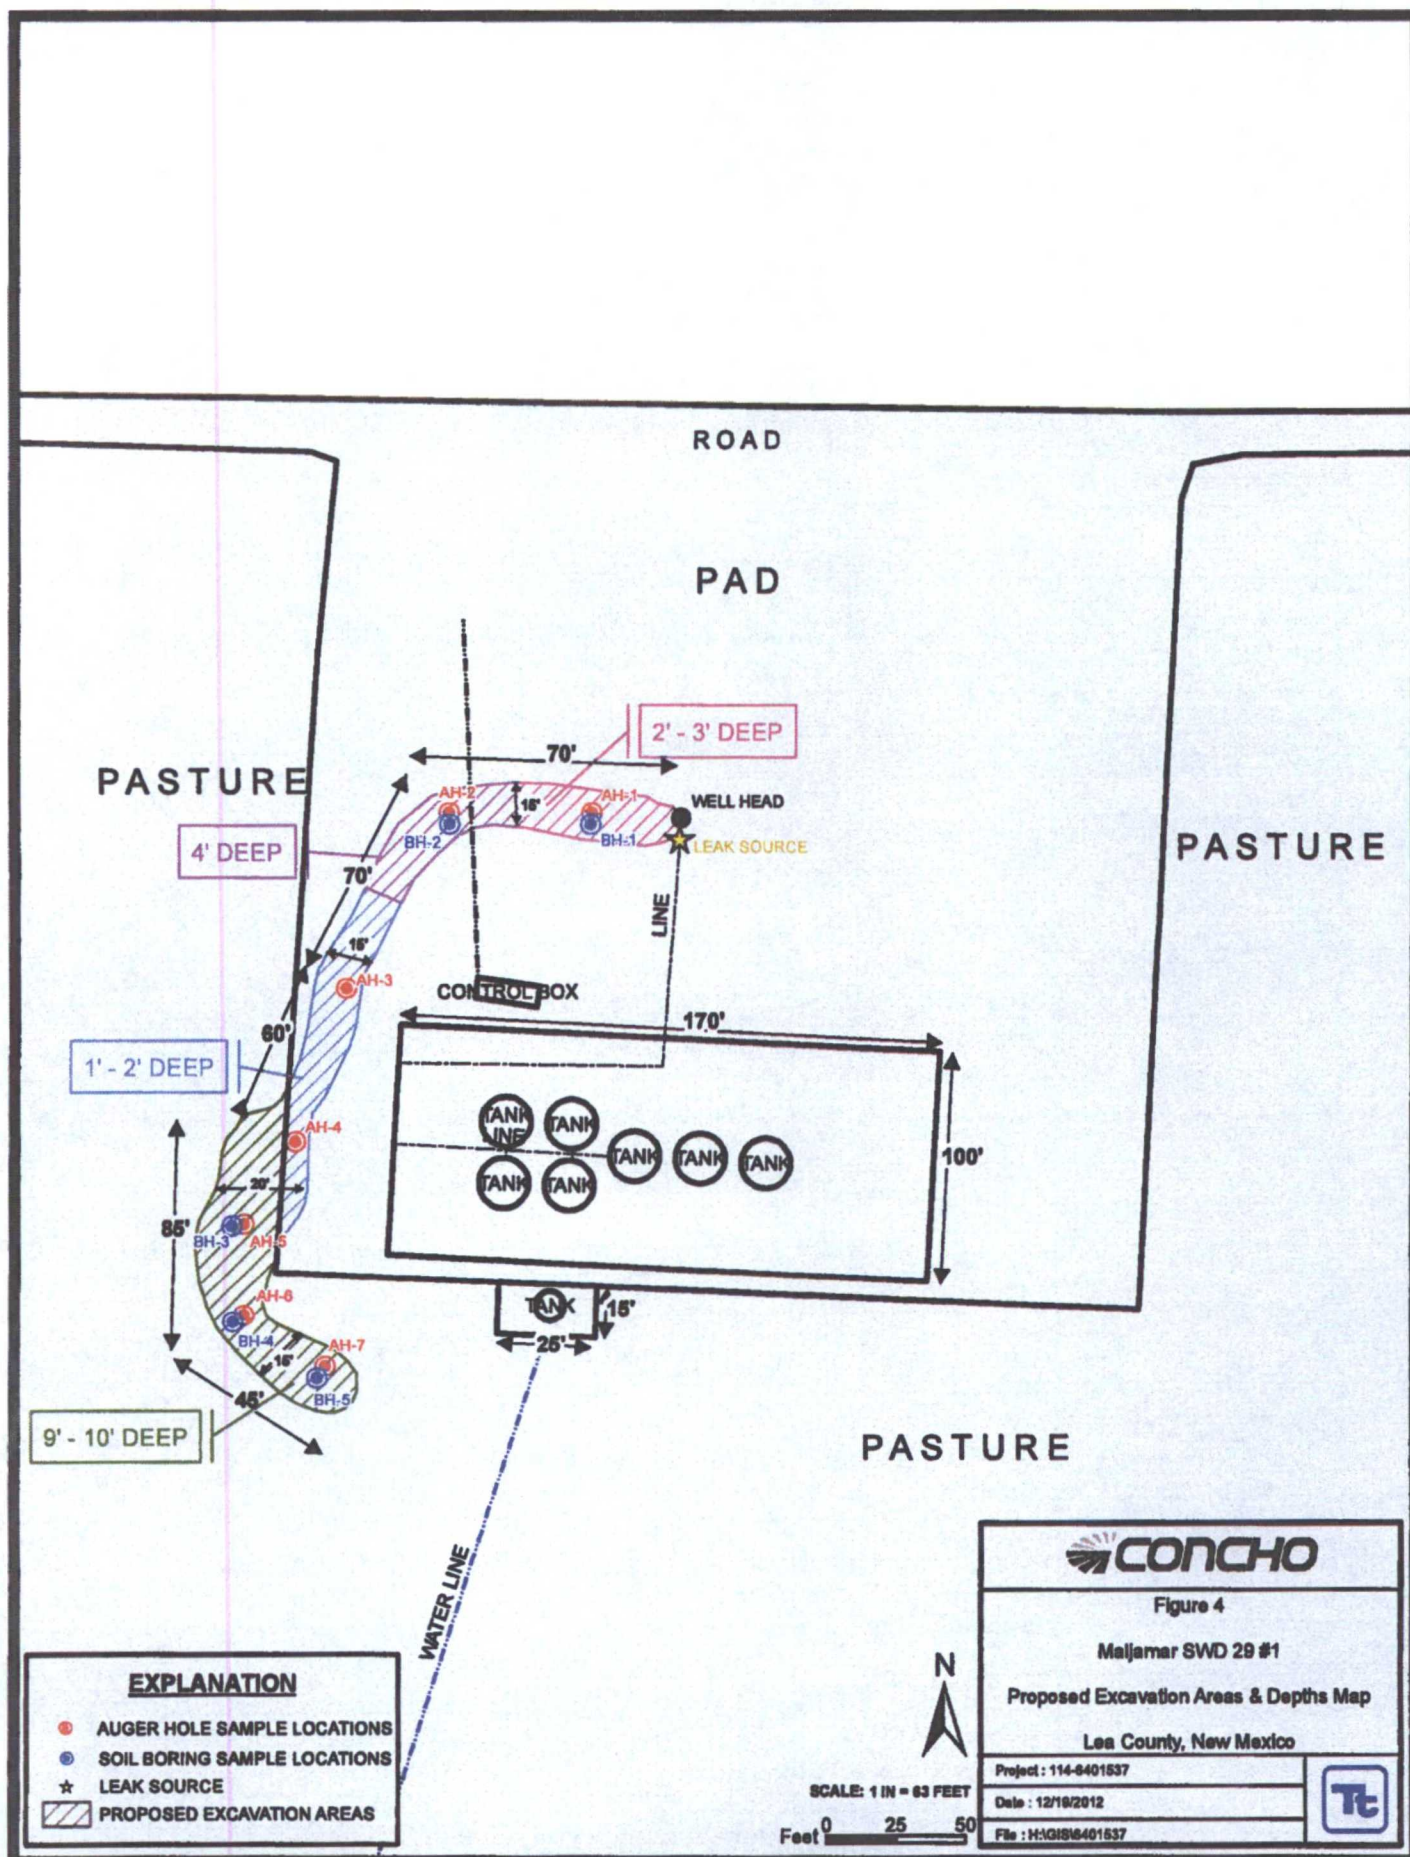 ROAD
PAD
2' - 3' DEEP
70'
PASTURE
AH-2
15'
AH-1
WELL HEAD
BH-2
BH-1
LEAK SOURCE
4' DEEP
PASTURE
70'
LINE
15'
AH-3
CONTROL BOX
170'
60'
1' - 2' DEEP
TANK
LINE
TANK
AH-4
TANK
TANK
TANK
100'
TANK
TANK
20'
85'
BH-3
AH-5
AH-6
TANK
15'
BH-4
25'
15'
AH-7
45'
BH-5
9' - 10' DEEP
PASTURE
WATER LINE
CONCHO
Figure 4
Maljamar SWD 29 #1
Proposed Excavation Areas & Depths Map
Lea County, New Mexico
Project : 114-6401537
Date : 12/19/2012
File : H:\GIS\6401537
Tt
N
SCALE: 1 IN = 63 FEET
Feet 0 25 50
EXPLANATION
AUGER HOLE SAMPLE LOCATIONS
SOIL BORING SAMPLE LOCATIONS
LEAK SOURCE
PROPOSED EXCAVATION AREAS